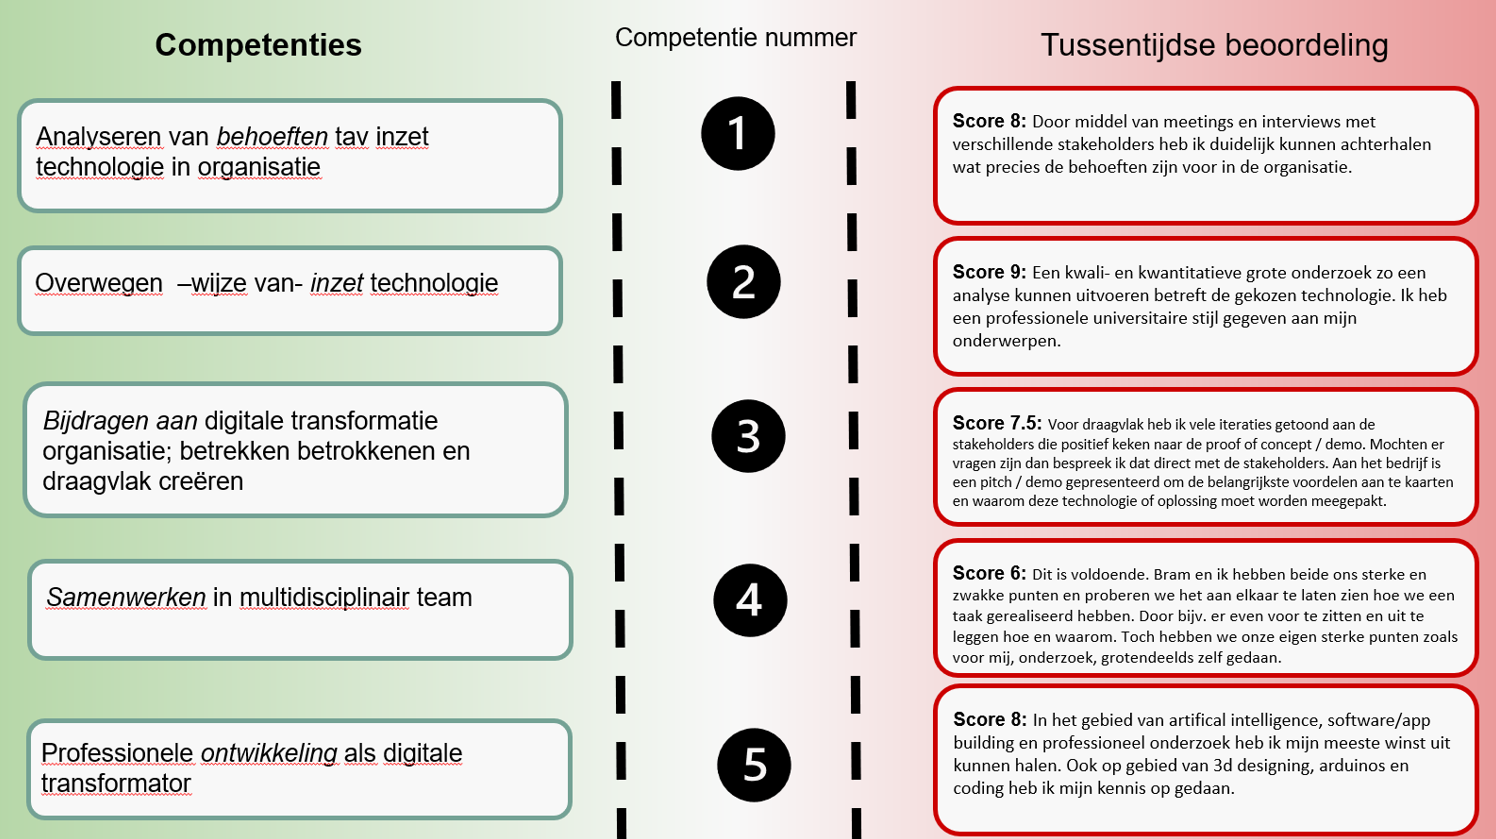 Competenties
Competentie nummer
Tussentijdse beoordeling
Analyseren van behoeften tav inzet
technologie in organisatie
1
Score 8: Door middel van meetings en interviews met
verschillende stakeholders heb ik duidelijk kunnen achterhalen
wat precies de behoeften zijn voor in de organisatie.
Overwegen –wijze van- inzet technologie
2
Score 9: Een kwali- en kwantitatieve grote onderzoek zo een
analyse kunnen uitvoeren betreft de gekozen technologie. Ik heb
een professionele universitaire stijl gegeven aan mijn
onderwerpen.
Bijdragen aan digitale transformatie
organisatie; betrekken betrokkenen en
draagvlak creëren
3
Score 7.5: Voor draagvlak heb ik vele iteraties getoond aan de
stakeholders die positief keken naar de proof of concept / demo. Mochten er
vragen zijn dan bespreek ik dat direct met de stakeholders. Aan het bedrijf is
een pitch / demo gepresenteerd om de belangrijkste voordelen aan te kaarten
en waarom deze technologie of oplossing moet worden meegepakt.
Samenwerken in multidisciplinair team
4
Score 6: Dit is voldoende. Bram en ik hebben beide ons sterke en
zwakke punten en proberen we het aan elkaar te laten zien hoe we een
taak gerealiseerd hebben. Door bijv. er even voor te zitten en uit te
leggen hoe en waarom. Toch hebben we onze eigen sterke punten zoals
voor mij, onderzoek, grotendeelds zelf gedaan.
Professionele ontwikkeling als digitale
transformator
5
Score 8: In het gebied van artifical intelligence, software/app
building en professioneel onderzoek heb ik mijn meeste winst uit
kunnen halen. Ook op gebied van 3d designing, arduinos en
coding heb ik mijn kennis op gedaan.